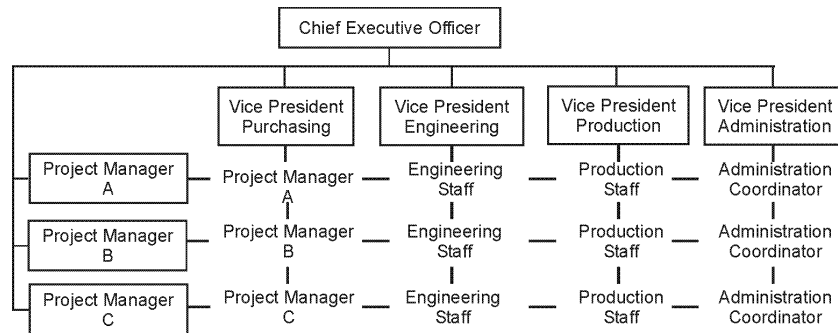 Chief Executive Officer
Vice President
Purchasing
Vice President
Engineering
Vice President
Production
Vice President
Administration
Project Manager
A
Project Manager
A
Engineering
Staff
Production
Staff
Administration
Coordinator
Project Manager
B
Project Manager
B
Engineering
Staff
Production
Staff
Administration
Coordinator
Project Manager
C
Project Manager
C
Engineering
Staff
Production
Staff
Administration
Coordinator